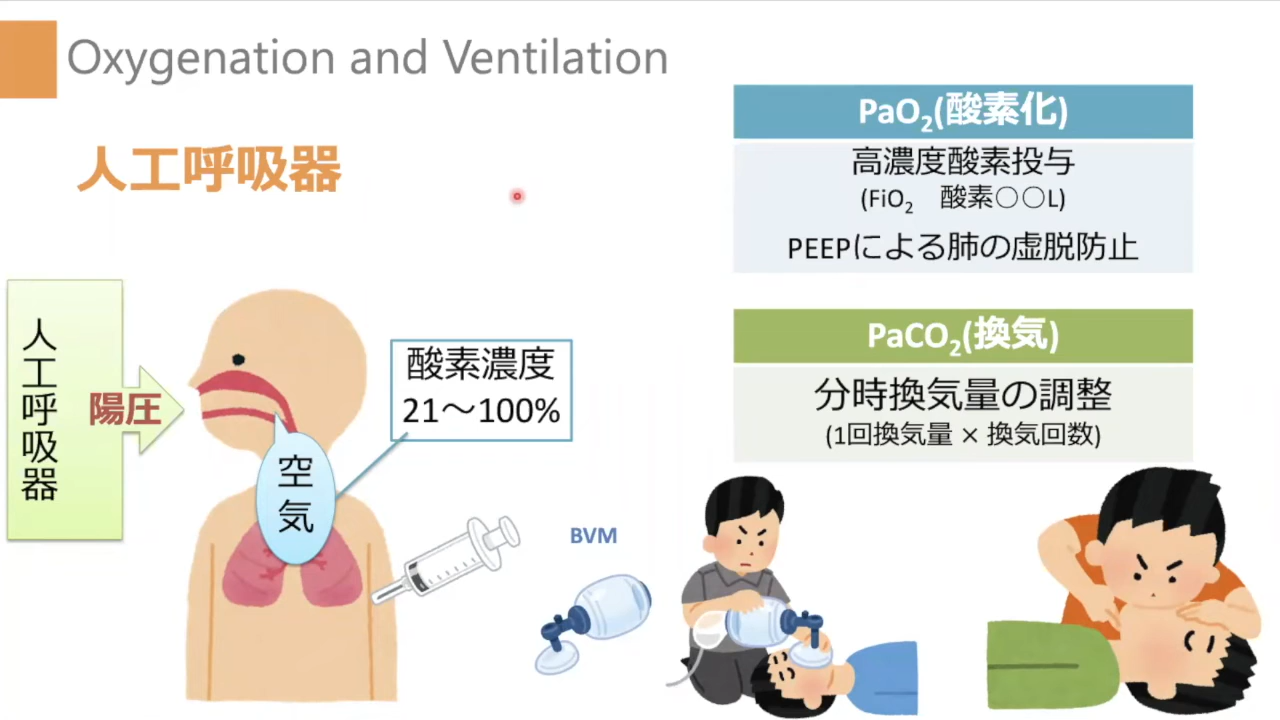 Oxygenation and Ventilation
人工呼吸器
人工呼吸器
陽圧
空気
酸素濃度
21～100%
BVM
PaO₂(酸素化)
高濃度酸素投与
(FiO₂　酸素〇〇L)
PEEPによる肺の虚脱防止
PaCO₂(換気)
分時換気量の調整
(1回換気量 × 換気回数)